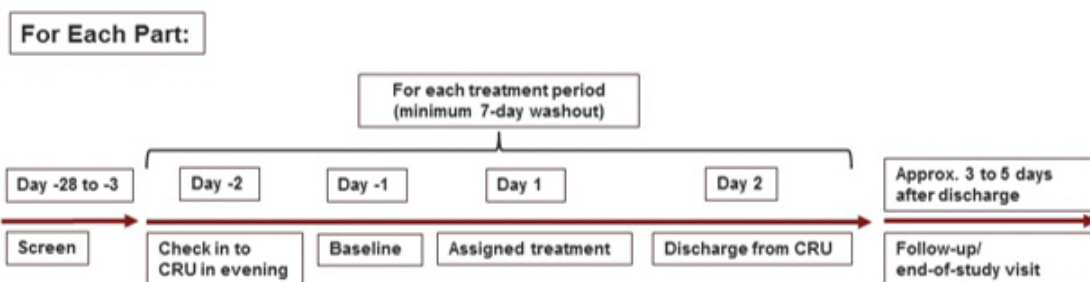 For Each Part:
For each treatment period
(minimum 7-day washout)
Day -28 to -3
Day -2
Day -1
Day 1
Day 2
Approx. 3 to 5 days
after discharge
Screen
Check in to
CRU in evening
Baseline
Assigned treatment
Discharge from CRU
Follow-up/
end-of-study visit